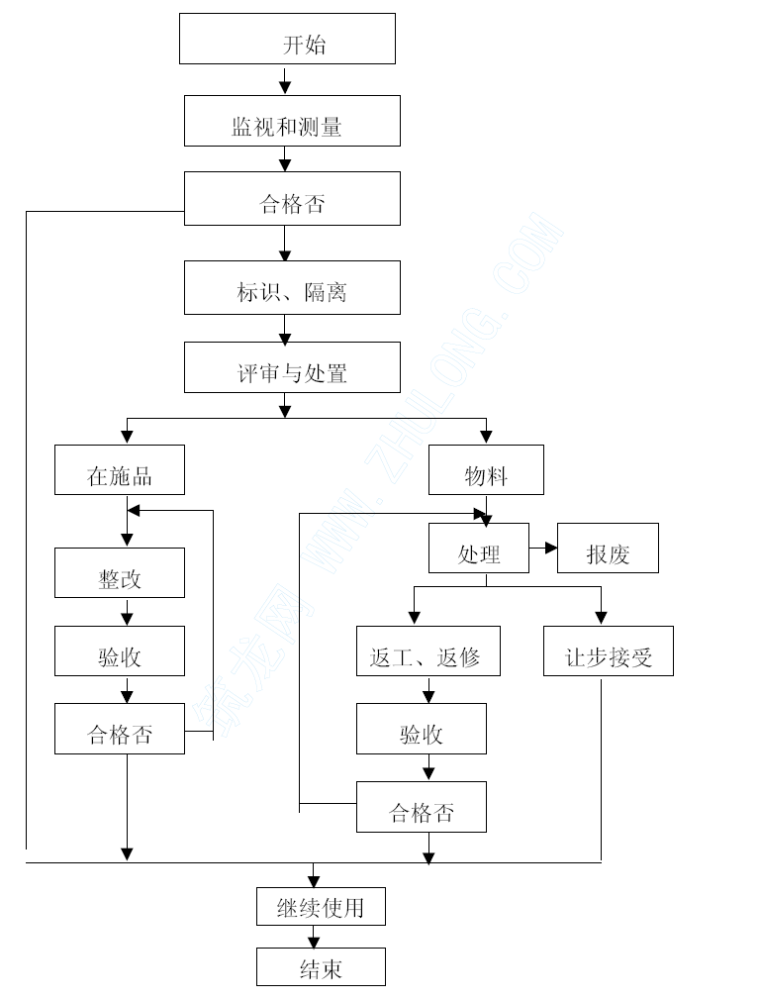 开始
监视和测量
合格否
标识、隔离
评审与处置
在施品
物料
整改
处理
报废
验收
返工、返修
让步接受
合格否
验收
合格否
继续使用
结束
筑龙网 WWW.ZHULONG.COM